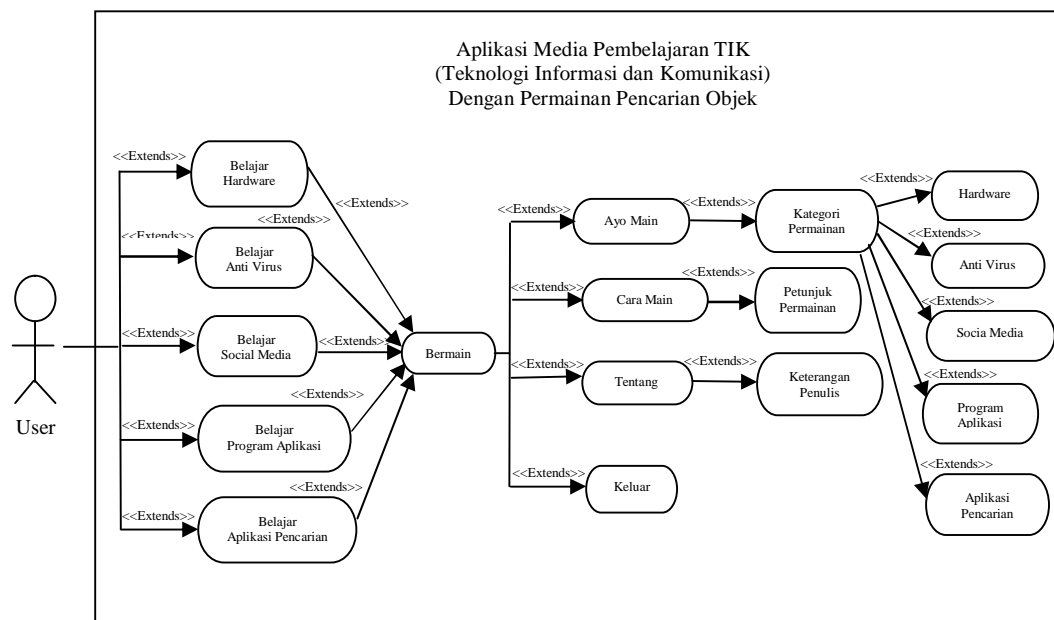 Aplikasi Media Pembelajaran TIK
(Teknologi Informasi dan Komunikasi)
Dengan Permainan Pencarian Objek
User
<<Extends>>
Belajar
Hardware
<<Extends>>
<<Extends>>
<<Extends>>
Belajar
Anti Virus
<<Extends>>
Belajar
Social Media
<<Extends>>
<<Extends>>
<<Extends>>
Belajar
Program Aplikasi
<<Extends>>
<<Extends>>
Belajar
Aplikasi Pencarian
Bermain
<<Extends>>
Ayo Main
<<Extends>>
Kategori
Permainan
<<Extends>>
Cara Main
<<Extends>>
Petunjuk
Permainan
<<Extends>>
Tentang
<<Extends>>
Keterangan
Penulis
<<Extends>>
Keluar
<<Extends>>
Hardware
<<Extends>>
Anti Virus
<<Extends>>
Socia Media
<<Extends>>
Program
Aplikasi
<<Extends>>
Aplikasi
Pencarian